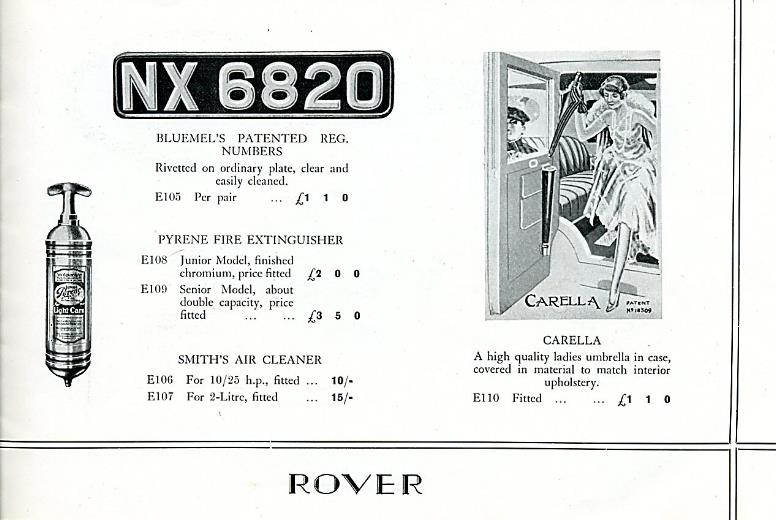 NX 6820
BLUEMEL'S PATENTED REG.
NUMBERS
Rivetted on ordinary plate, clear and
easily cleaned.
E105 Per pair ... £1 1 0
PYRENE FIRE EXTINGUISHER
E108 Junior Model, finished
chromium, price fitted £2 0 0
E109 Senior Model, about
double capacity, price
fitted ... ... £3 5 0
SMITH'S AIR CLEANER
E106 For 10/25 h.p., fitted ... 10/-
E107 For 2-Litre, fitted ... 15/-
Pyrene
Light Cars
CARELLA
PATENT
Nº 18309
CARELLA
A high quality ladies umbrella in case,
covered in material to match interior
upholstery.
E110 Fitted ... ... £1 1 0
ROVER